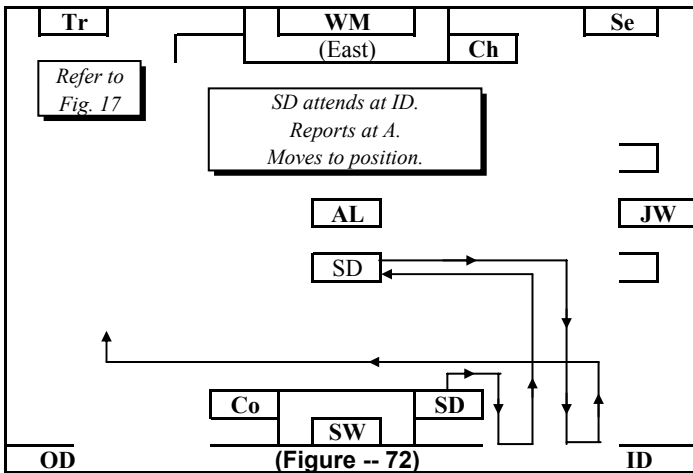 Tr
WM
Se
(East)
Ch
Refer to
Fig. 17
SD attends at ID.
Reports at A.
Moves to position.
AL
JW
SD
Co
SD
SW
OD
(Figure -- 72)
ID